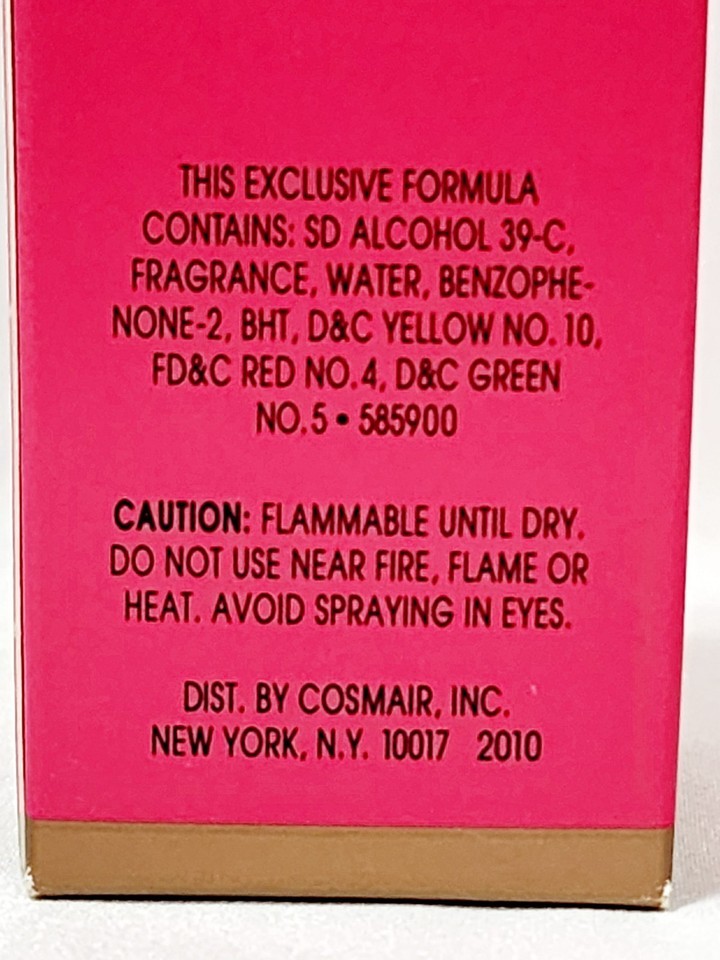 THIS EXCLUSIVE FORMULA
CONTAINS: SD ALCOHOL 39-C,
FRAGRANCE, WATER, BENZOPHE-
NONE-2, BHT, D&C YELLOW NO. 10,
FD&C RED NO. 4, D&C GREEN
NO. 5 • 585900
CAUTION: FLAMMABLE UNTIL DRY.
DO NOT USE NEAR FIRE, FLAME OR
HEAT. AVOID SPRAYING IN EYES.
DIST. BY COSMAIR, INC.
NEW YORK, N.Y. 10017 2010